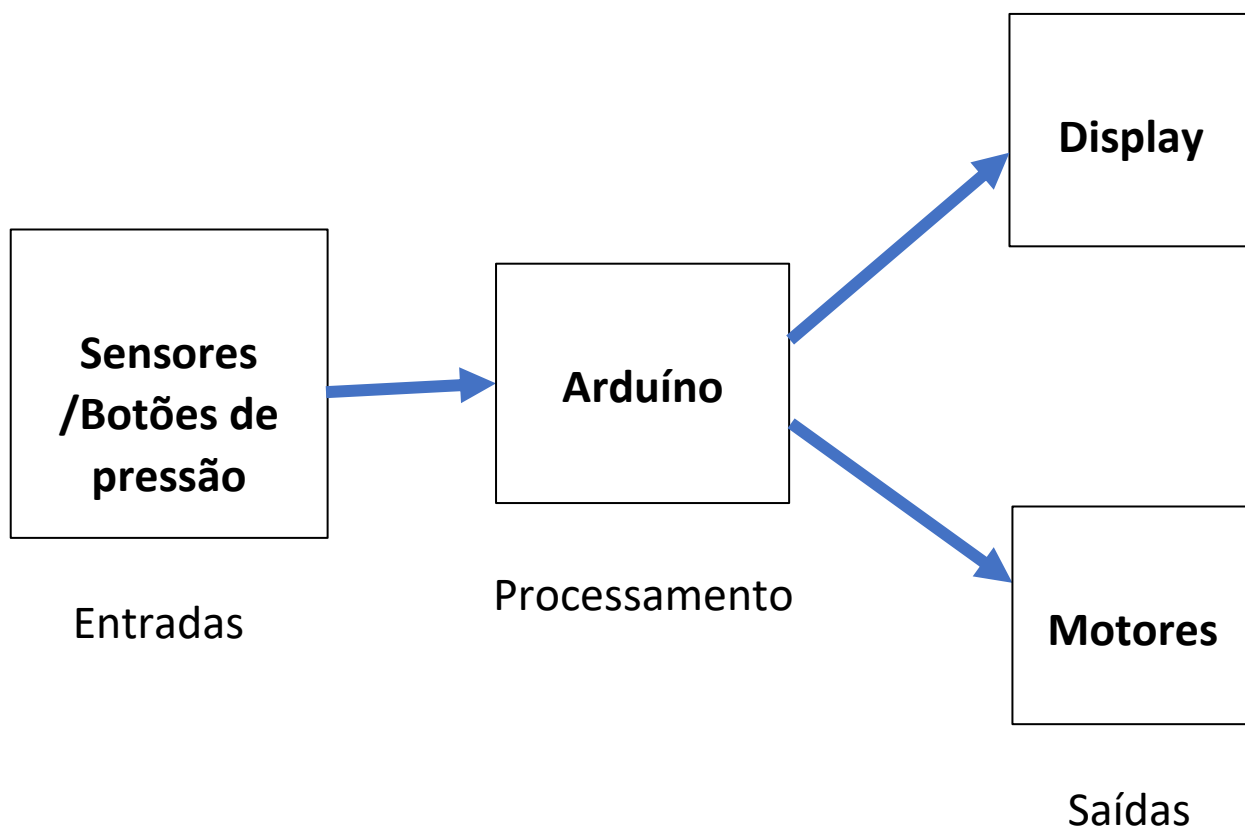 Sensores
/Botões de
pressão
Entradas
Arduíno
Processamento
Display
Motores
Saídas